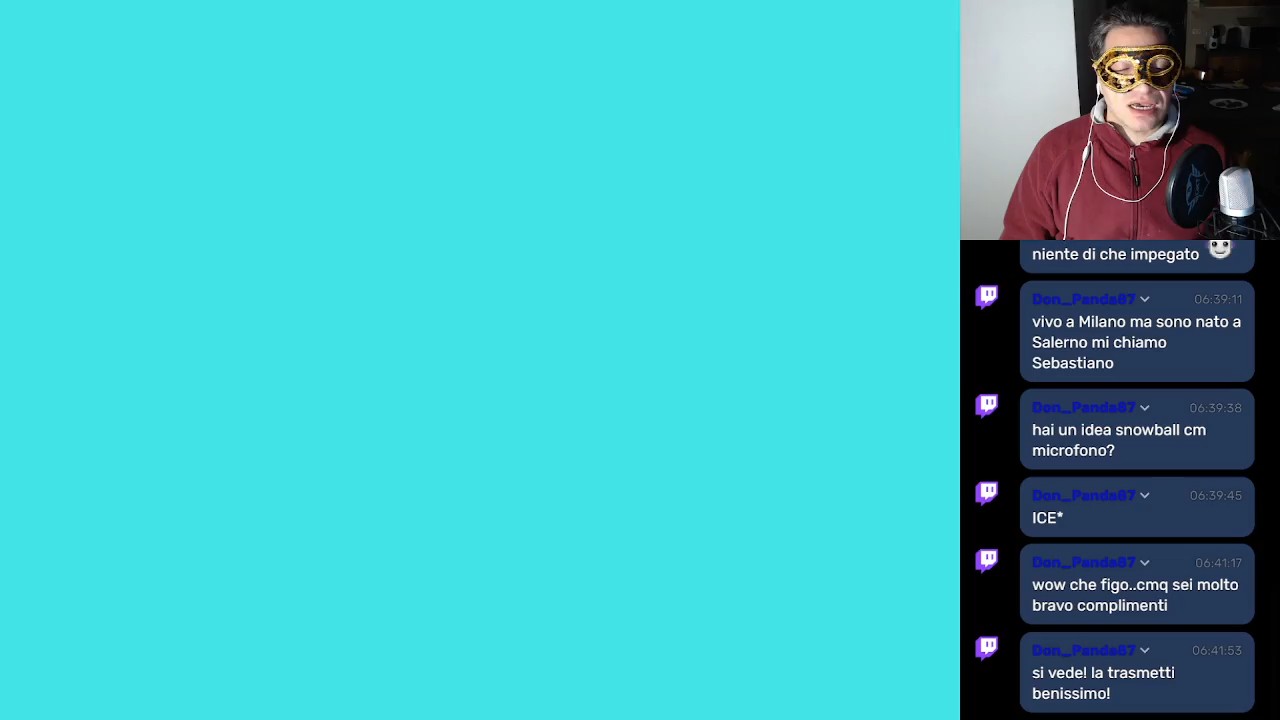 niente di che impegato
Don_Panda87 06:39:11
vivo a Milano ma sono nato a
Salerno mi chiamo
Sebastiano
Don_Panda87 06:39:38
hai un idea snowball cm
microfono?
Don_Panda87 06:39:45
ICE*
Don_Panda87 06:41:17
wow che figo..cmq sei molto
bravo complimenti
Don_Panda87 06:41:53
si vede! la trasmetti
benissimo!